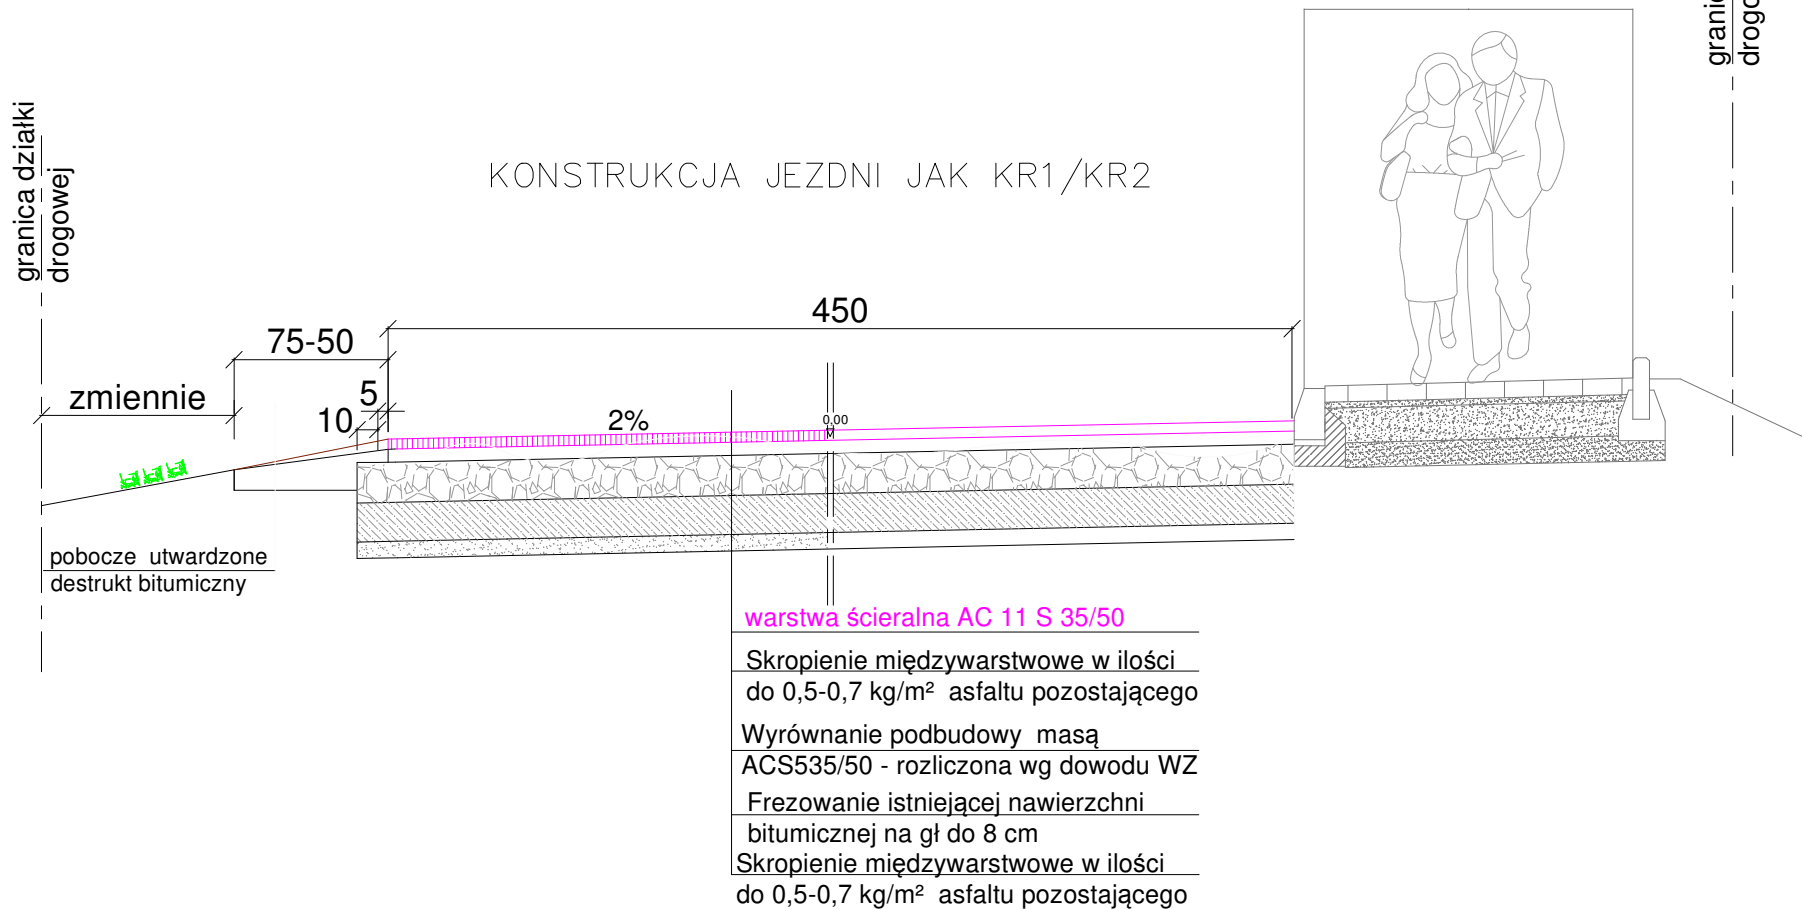 granica działki
drogowej
KONSTRUKCJA JEZDNI JAK KR1/KR2
450
75-50
zmiennie
5
10
2%
0,00
pobocze utwardzone
destrukt bitumiczny
warstwa ścieralna AC 11 S 35/50
Skropienie międzywarstwowe w ilości
do 0,5-0,7 kg/m² asfaltu pozostającego
Wyrównanie podbudowy masą
ACS535/50 - rozliczona wg dowodu WZ
Frezowanie istniejącej nawierzchni
bitumicznej na gł do 8 cm
Skropienie międzywarstwowe w ilości
do 0,5-0,7 kg/m² asfaltu pozostającego